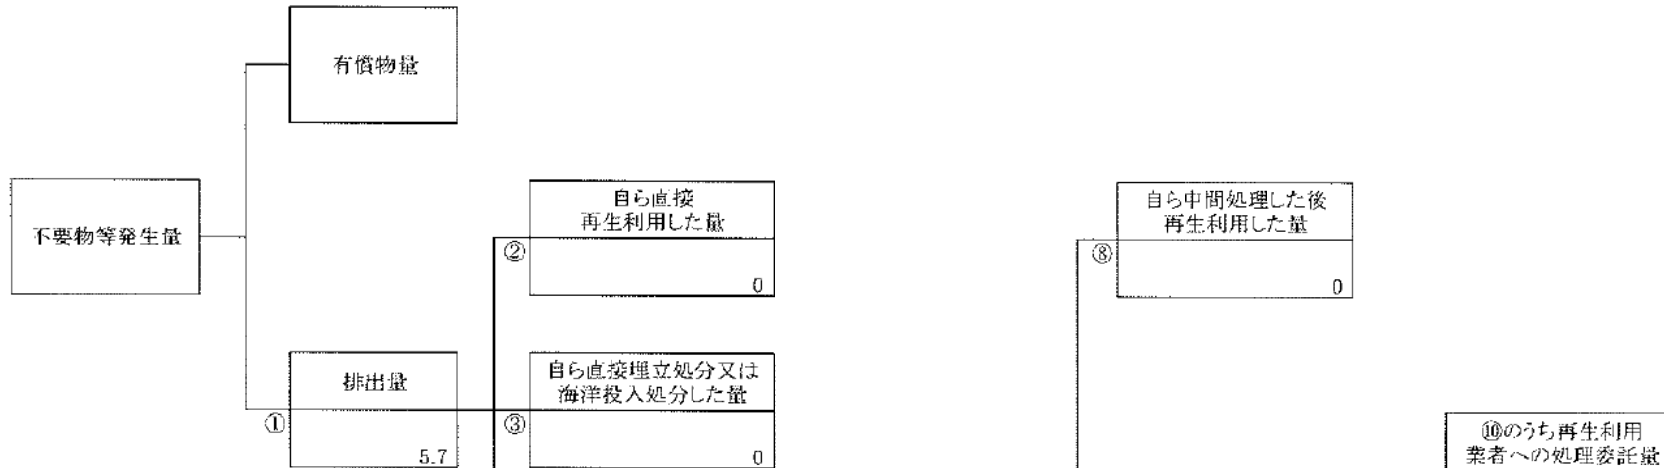 有償物量
不要物等発生量
自ら直接
再生利用した量
②
0
自ら中間処理した後
再生利用した量
⑧
0
排出量
①
5.7
自ら直接埋立処分又は
海洋投入処分した量
③
0
⑩のうち再生利用
業者への処理委託量